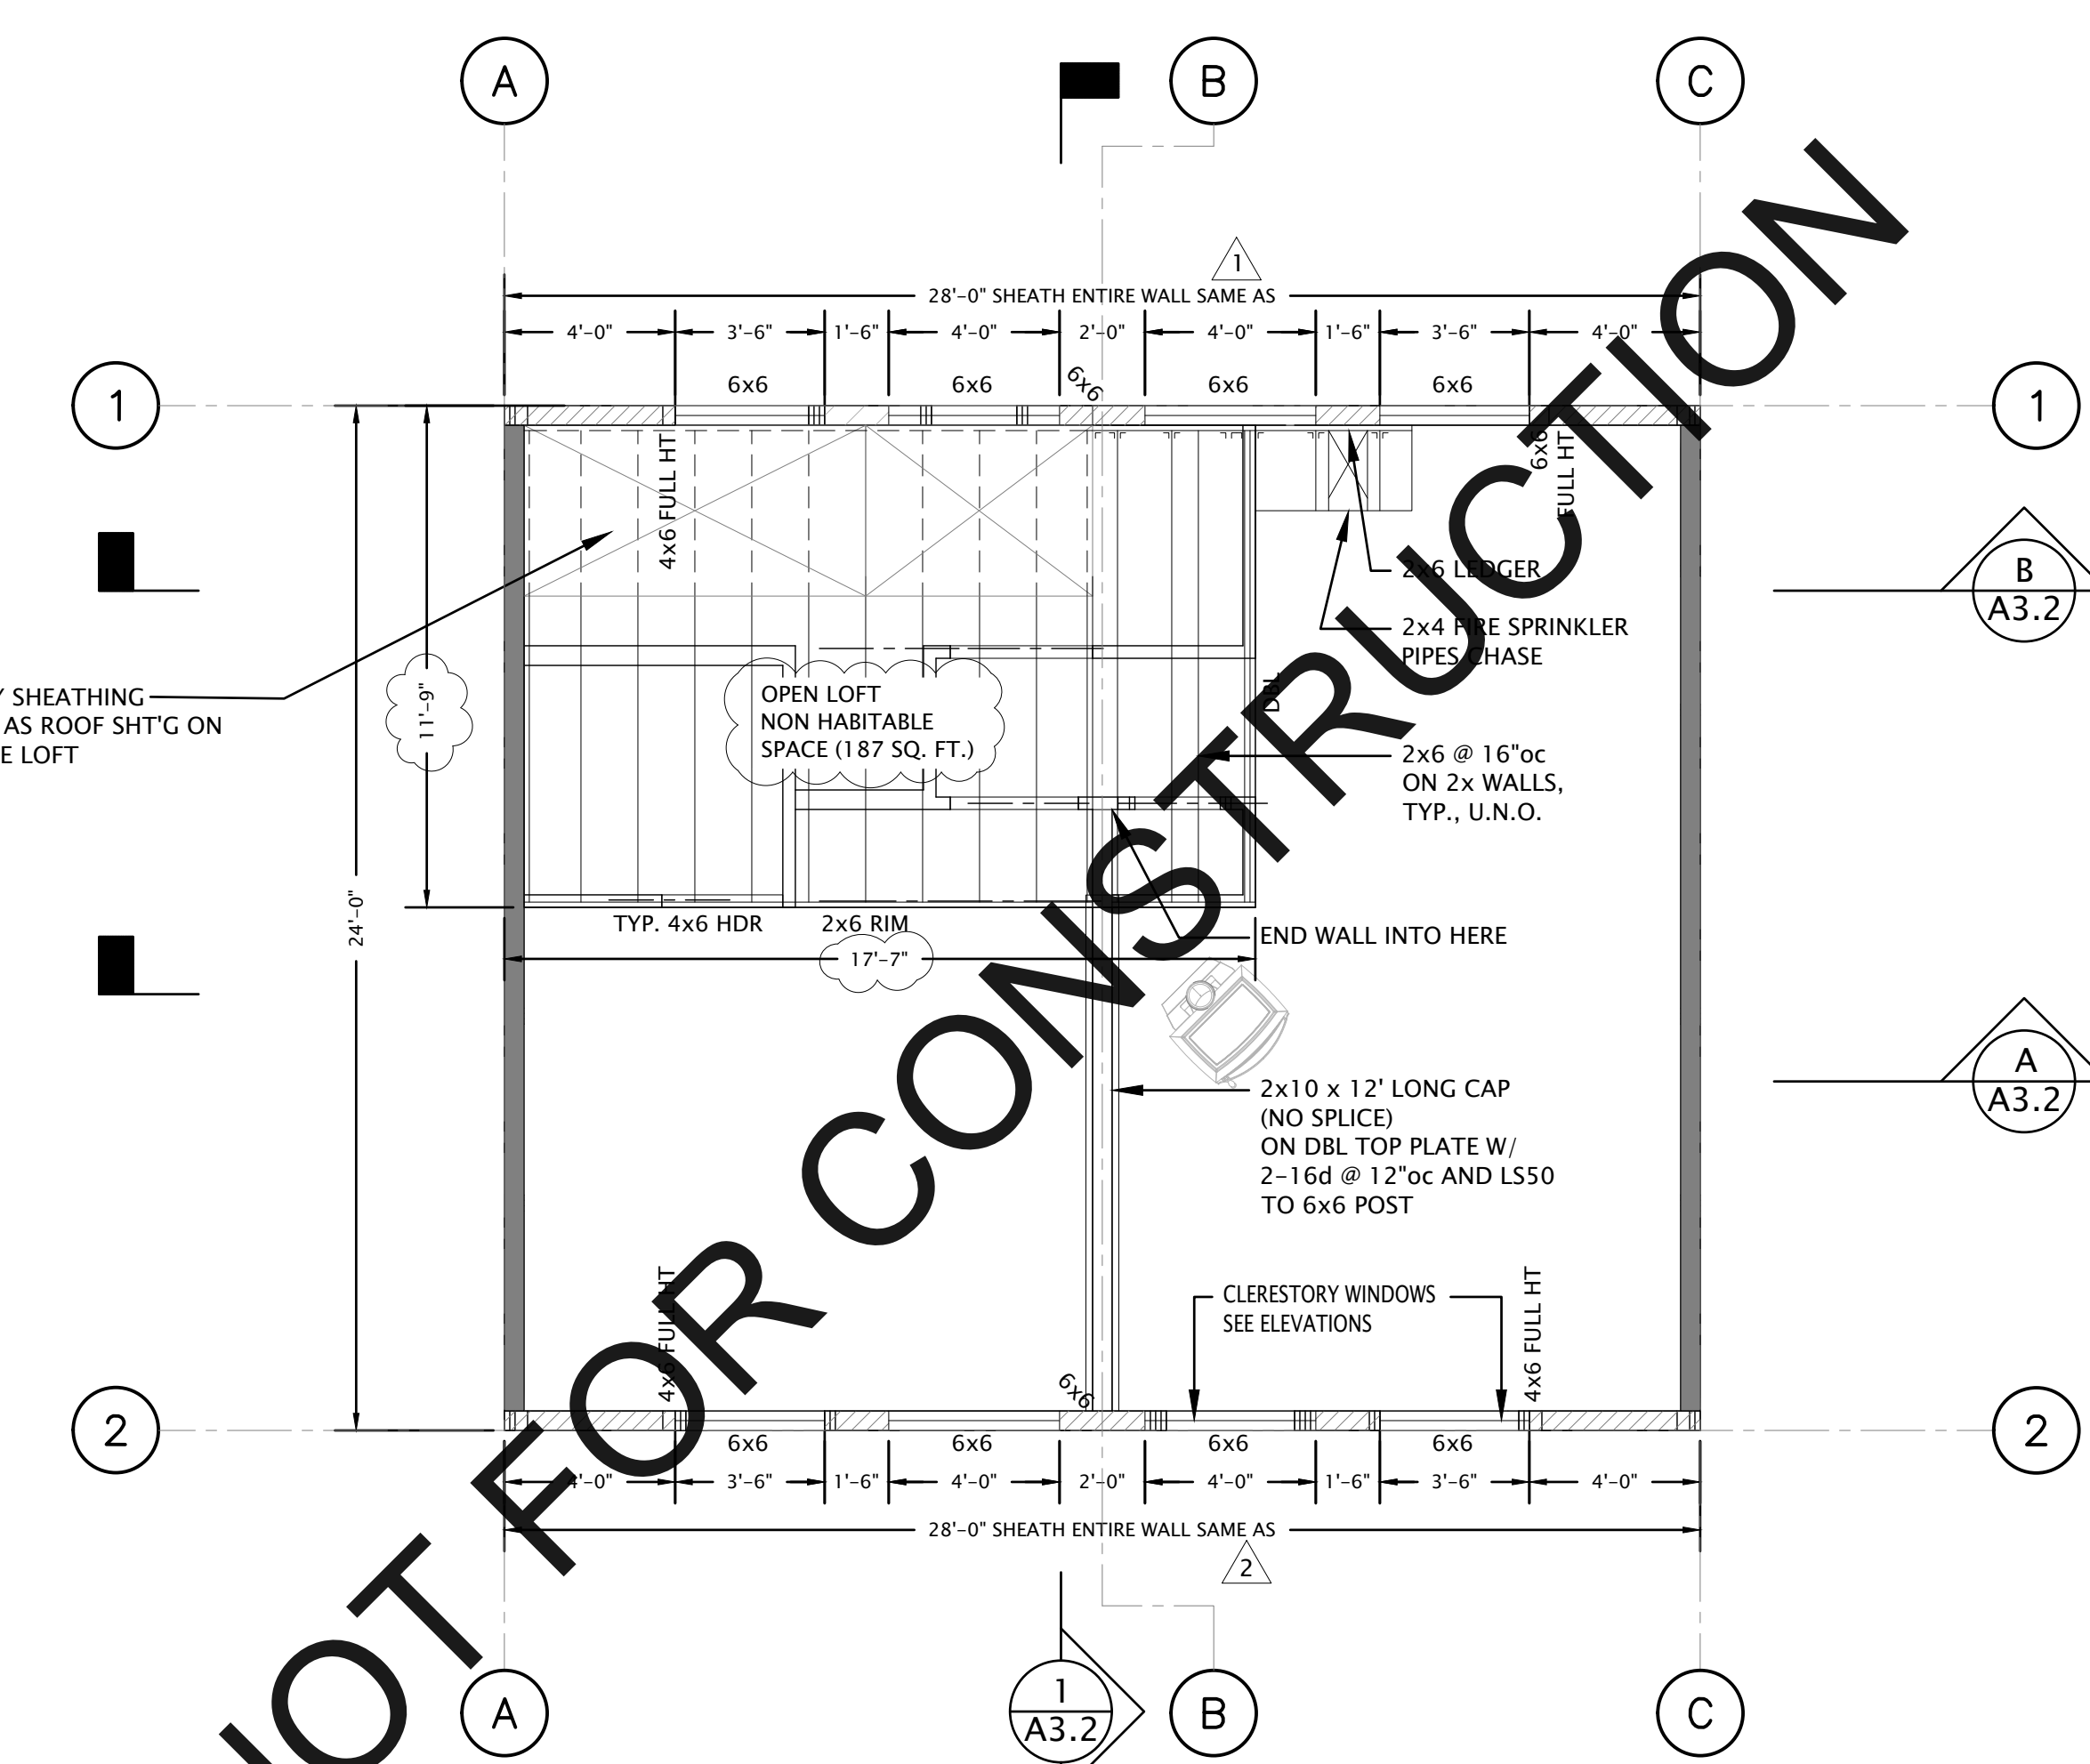 A
B
C
1
28'-0" SHEATH ENTIRE WALL SAME AS
4'-0" 3'-6" 1'-6" 4'-0" 2'-0" 4'-0" 1'-6" 3'-6" 4'-0"
6x6 6x6 6x6 6x6 6x6
1
1
4x6 FULL HT
6x6
FULL HT
2x6 LEDGER
2x4 FIRE SPRINKLER
PIPES CHASE
B
A3.2
SHEATHING
AS ROOF SHT'G ON
LOFT
11'-9"
OPEN LOFT
NON HABITABLE
SPACE (187 SQ. FT.)
DBL
2x6 @ 16"oc
ON 2x WALLS,
TYP., U.N.O.
24'-0"
TYP. 4x6 HDR
2x6 RIM
17'-7"
END WALL INTO HERE
A
A3.2
2x10 x 12' LONG CAP
(NO SPLICE)
ON DBL TOP PLATE W/
2-16d @ 12"oc AND LS50
TO 6x6 POST
CLERESTORY WINDOWS
SEE ELEVATIONS
4x6 FULL HT
6x6
4x6 FULL HT
2
2
6x6 6x6 6x6 6x6
4'-0" 3'-6" 1'-6" 4'-0" 2'-0" 4'-0" 1'-6" 3'-6" 4'-0"
28'-0" SHEATH ENTIRE WALL SAME AS
2
1
A3.2
A
B
C
NOT FOR CONSTRUCTION